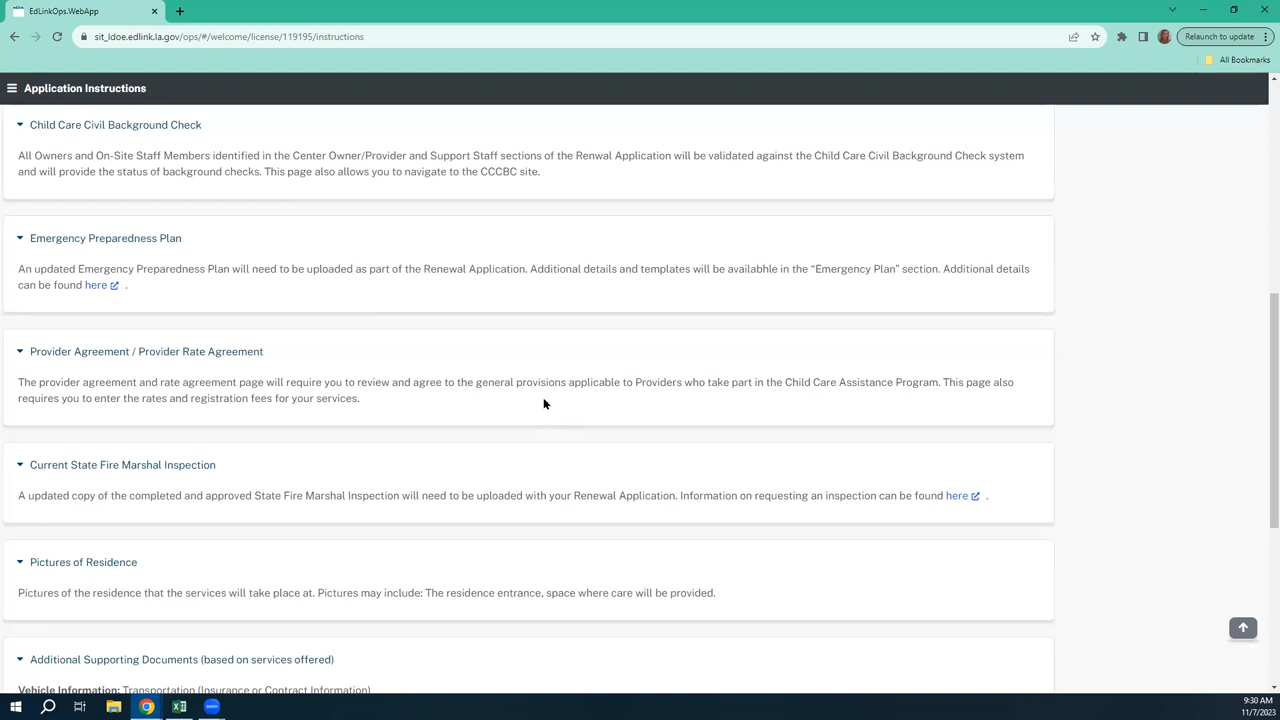 EdLinkOps.WebApp
sit_ldoe.edlink.la.gov/ops/#/welcome/license/119195/instructions
Relaunch to update
All Bookmarks
Application Instructions
Child Care Civil Background Check
All Owners and On-Site Staff Members identified in the Center Owner/Provider and Support Staff sections of the Renwal Application will be validated against the Child Care Civil Background Check system
and will provide the status of background checks. This page also allows you to navigate to the CCCBC site.
Emergency Preparedness Plan
An updated Emergency Preparedness Plan will need to be uploaded as part of the Renewal Application. Additional details and templates will be availabhle in the “Emergency Plan” section. Additional details
can be found here .
Provider Agreement / Provider Rate Agreement
The provider agreement and rate agreement page will require you to review and agree to the general provisions applicable to Providers who take part in the Child Care Assistance Program. This page also
requires you to enter the rates and registration fees for your services.
Current State Fire Marshal Inspection
A updated copy of the completed and approved State Fire Marshal Inspection will need to be uploaded with your Renewal Application. Information on requesting an inspection can be found here .
Pictures of Residence
Pictures of the residence that the services will take place at. Pictures may include: The residence entrance, space where care will be provided.
Additional Supporting Documents (based on services offered)
Vehicle Information: Transportation (Insurance or Contract Information)
9:30 AM
11/7/2023